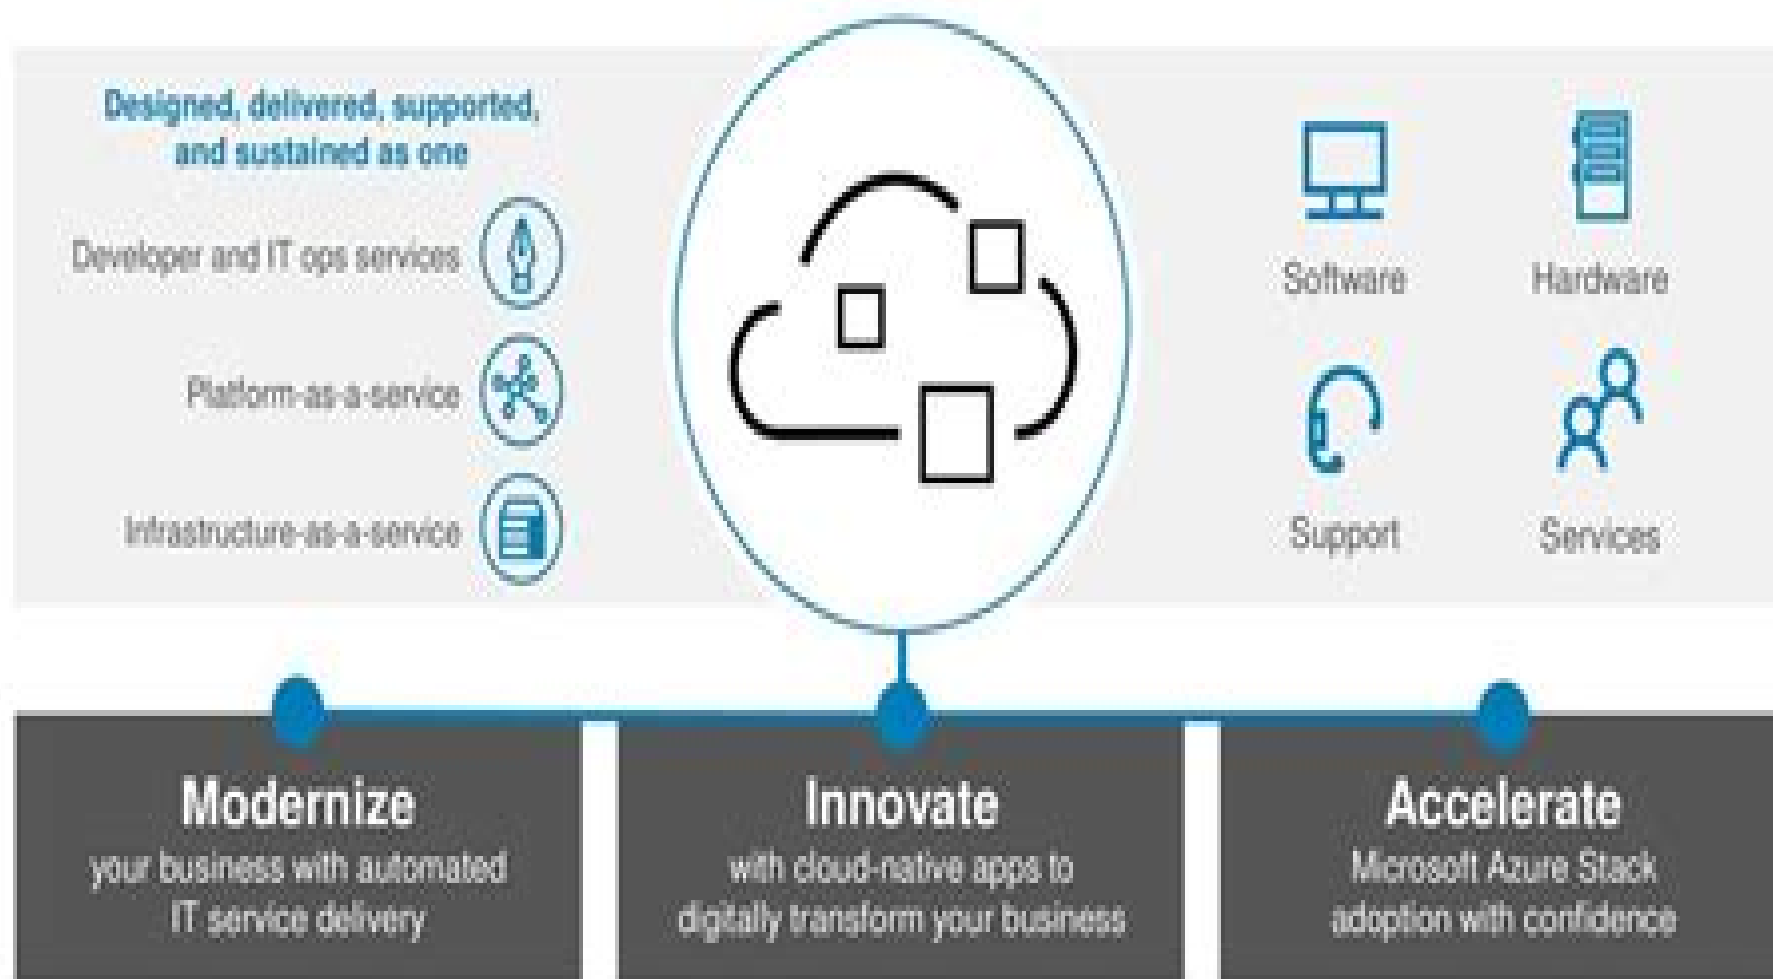 Designed, delivered, supported,
and sustained as one
Developer and IT ops services
Platform-as-a-service
Infrastructure-as-a-service
Software
Hardware
Support
Services
Modernize
your business with automated
IT service delivery
Innovate
with cloud-native apps to
digitally transform your business
Accelerate
Microsoft Azure Stack
adoption with confidence